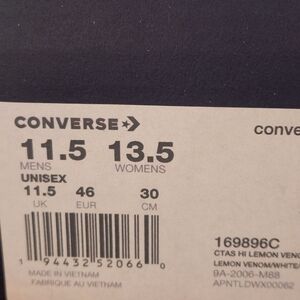 CONVERSE
conve
11.5 13.5
MENS WOMENS
UNISEX
11.5 46 30
UK EUR CM
1 94432 52066 0
MADE IN VIETNAM
FABRIQUE AU VIETNAM
169896C
CTAS HI LEMON VENO
LEMON VENOM/WHITE/
9A-2006-M88
APNTLDWX00062